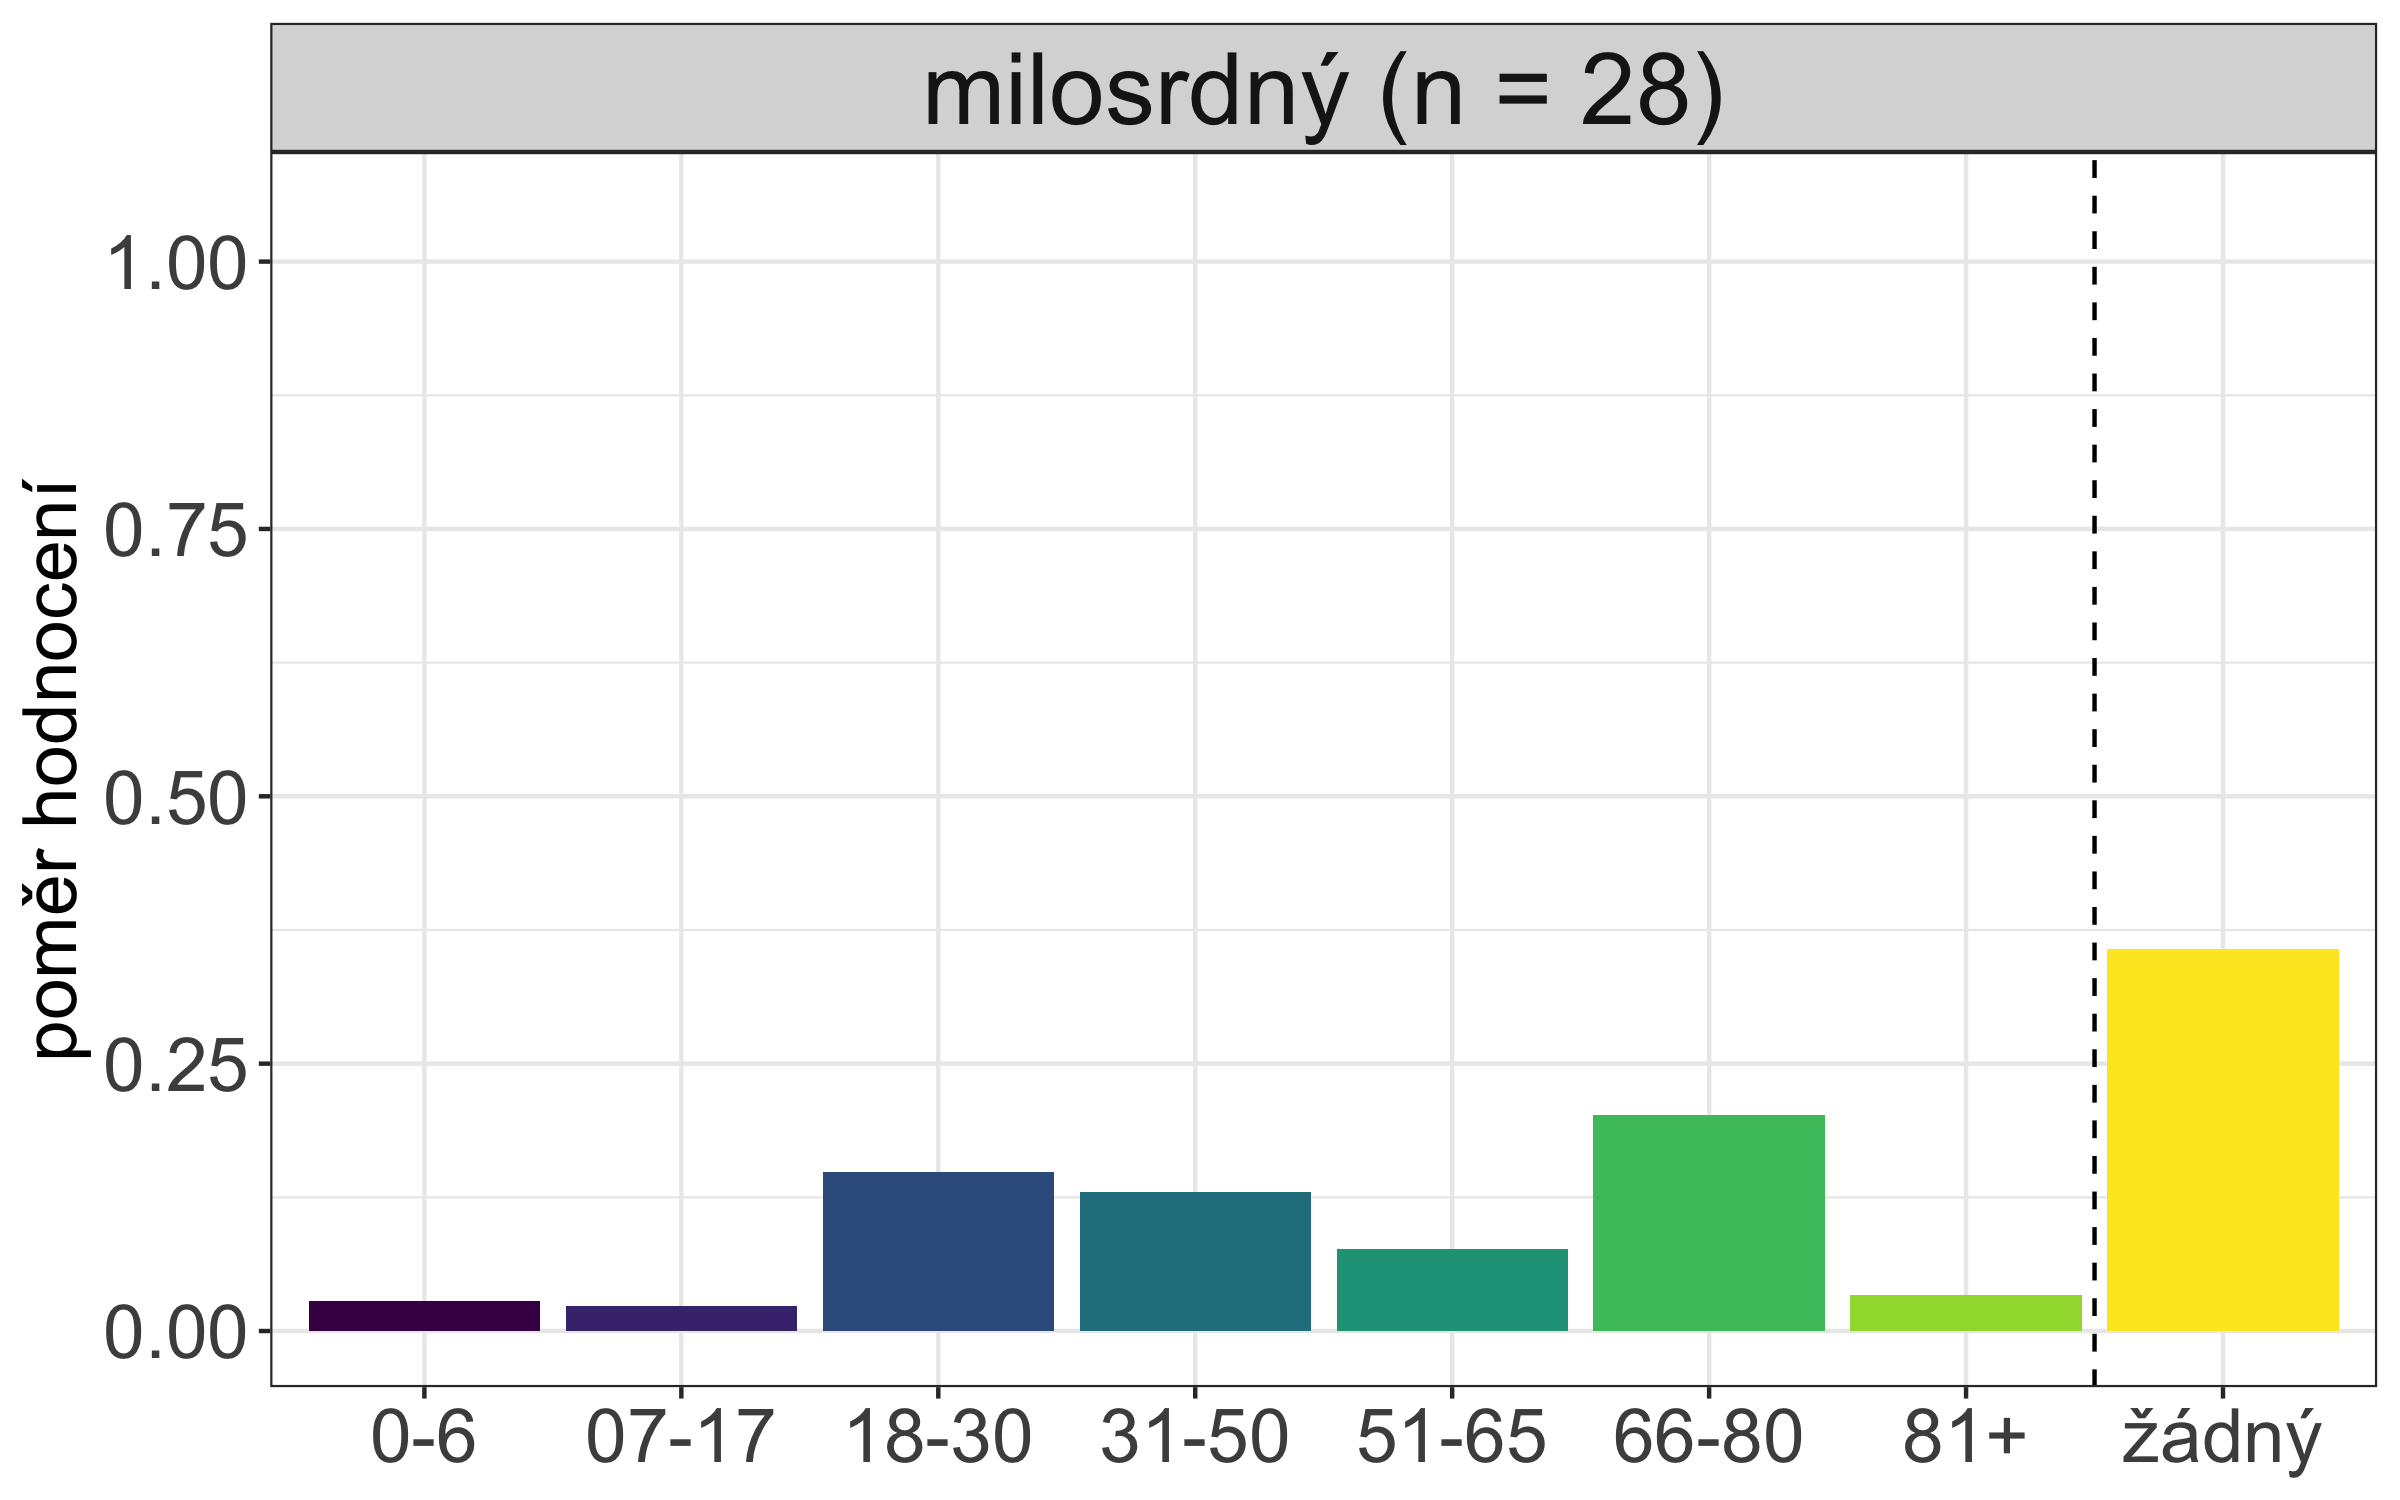 milosrdný (n = 28)
poměr hodnocení
1.00
0.75
0.50
0.25
0.00
0-6 07-17 18-30 31-50 51-65 66-80 81+ žádný